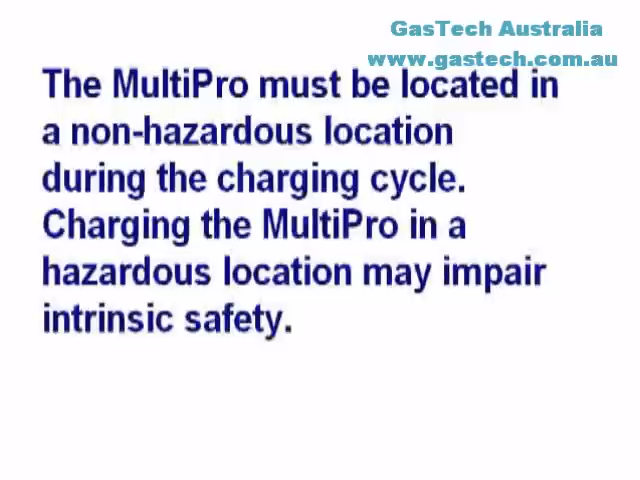 GasTech Australia
www.gastech.com.au
The MultiPro must be located in
a non-hazardous location
during the charging cycle.
Charging the MultiPro in a
hazardous location may impair
intrinsic safety.